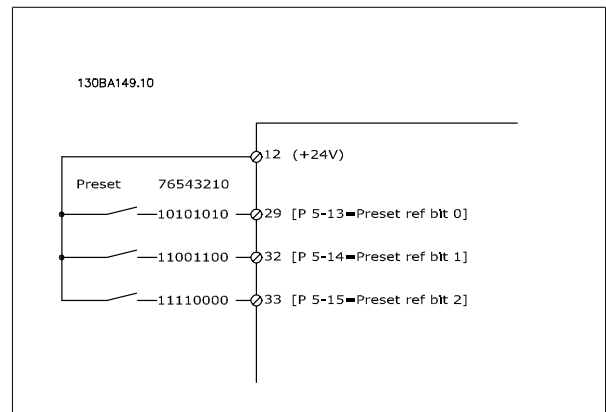 130BA149.10
12 (+24V)
Preset 76543210
10101010 29 [P 5-13=Preset ref bit 0]
11001100 32 [P 5-14=Preset ref bit 1]
11110000 33 [P 5-15=Preset ref bit 2]